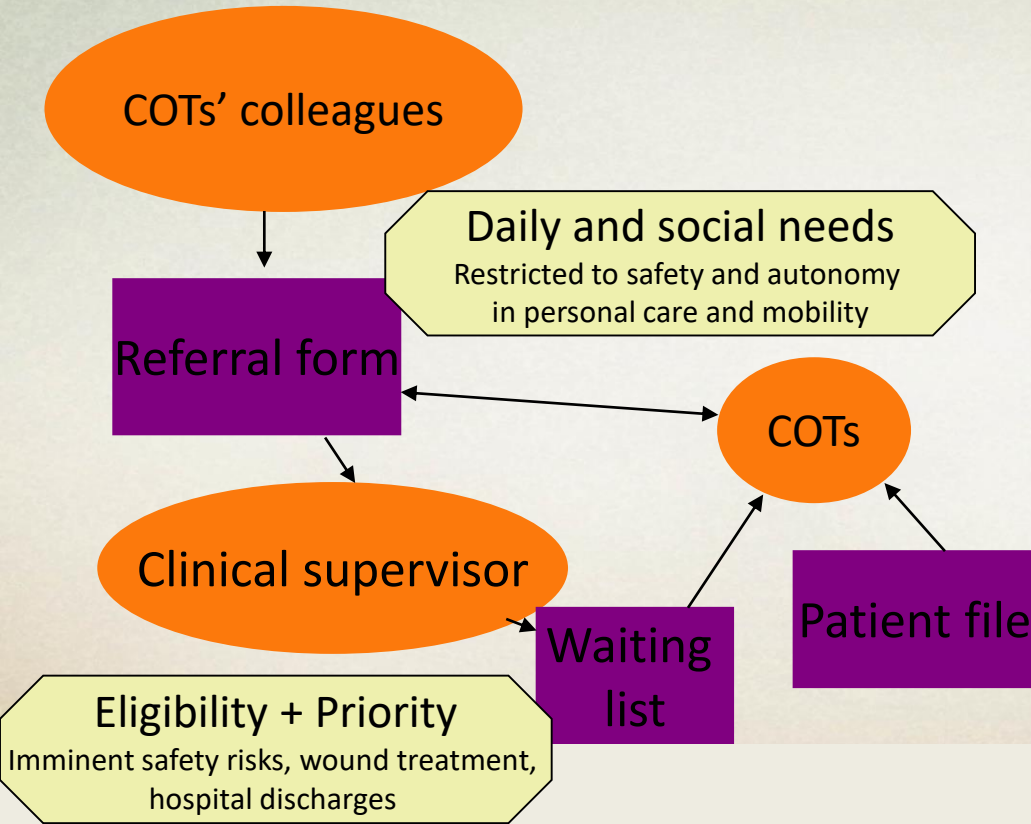 COTs’ colleagues
Daily and social needs
Restricted to safety and autonomy
in personal care and mobility
Referral form
COTs
Clinical supervisor
Patient file
Waiting
list
Eligibility + Priority
Imminent safety risks, wound treatment,
hospital discharges